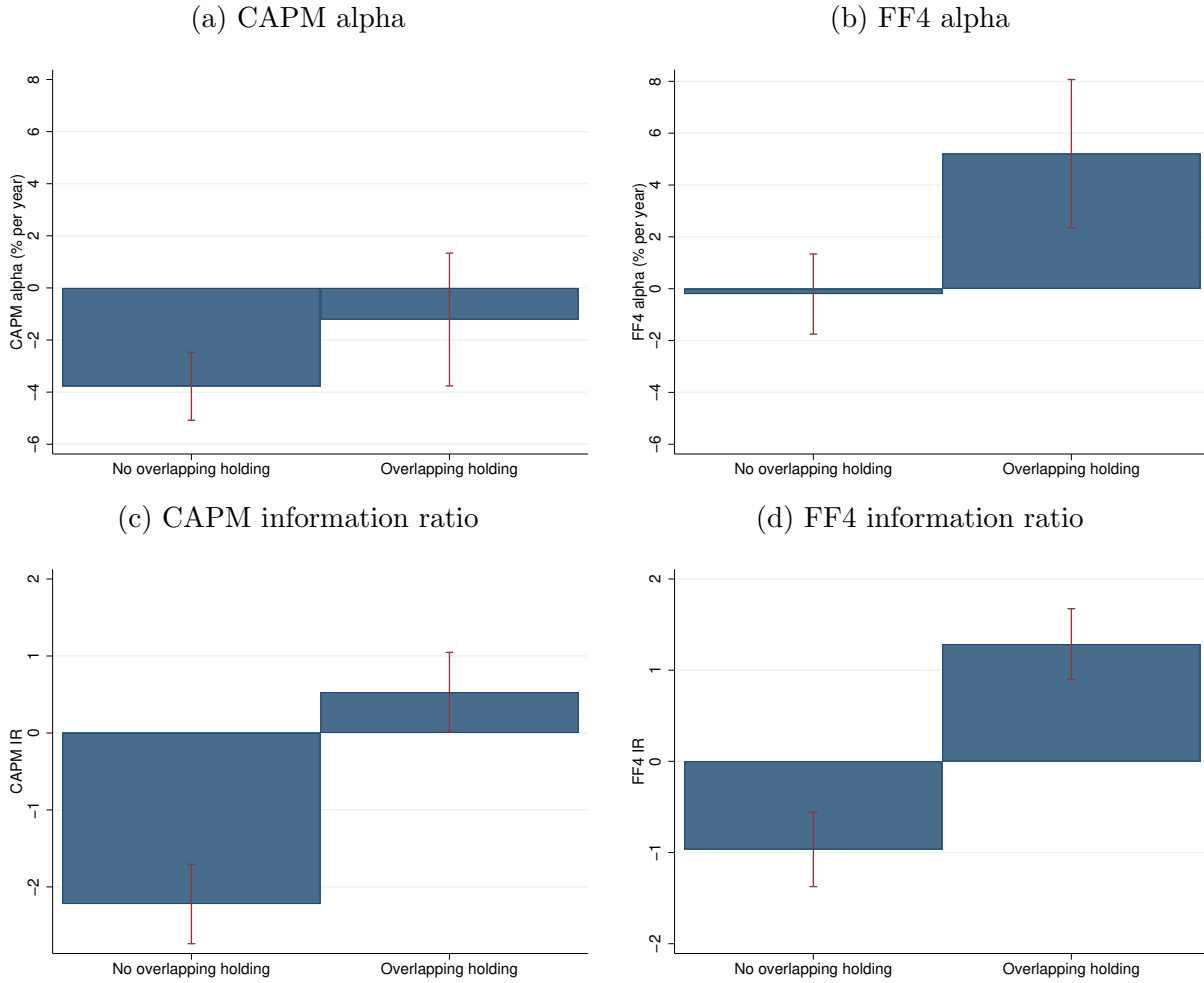 (a) CAPM alpha
CAPM alpha (% per year)
8
6
4
2
0
−2
−4
−6
No overlapping holding
Overlapping holding
(b) FF4 alpha
FF4 alpha (% per year)
8
6
4
2
0
−2
−4
−6
No overlapping holding
Overlapping holding
(c) CAPM information ratio
CAPM IR
2
1
0
−1
−2
No overlapping holding
Overlapping holding
(d) FF4 information ratio
FF4 IR
2
1
0
−1
−2
No overlapping holding
Overlapping holding